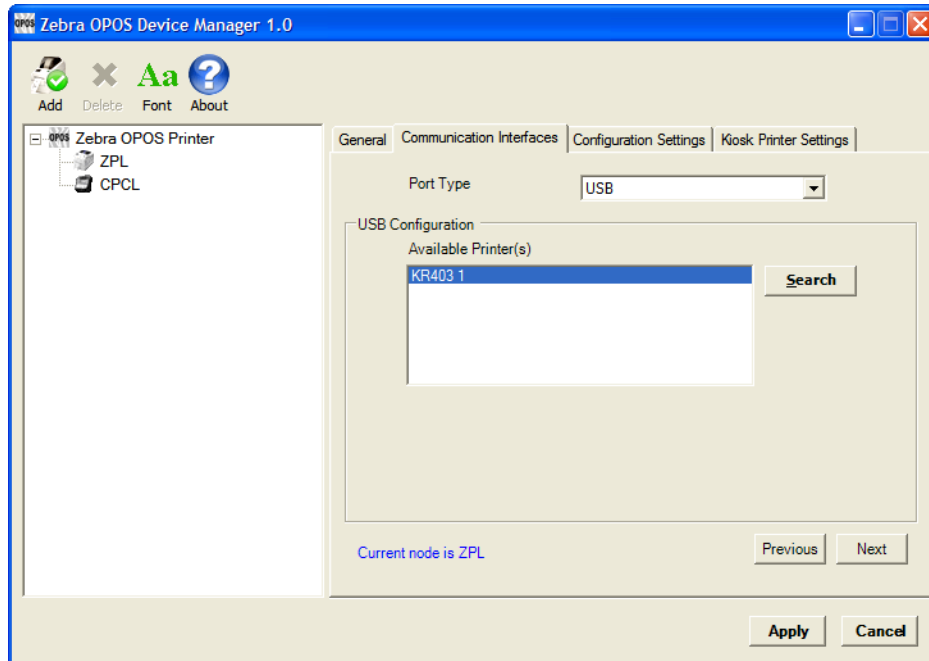 OPOS Zebra OPOS Device Manager 1.0
Add Delete Font About
OPOS Zebra OPOS Printer
ZPL
CPCL
General Communication Interfaces Configuration Settings Kiosk Printer Settings
Port Type USB
USB Configuration
Available Printer(s)
KR403 1
Search
Current node is ZPL
Previous Next
Apply Cancel